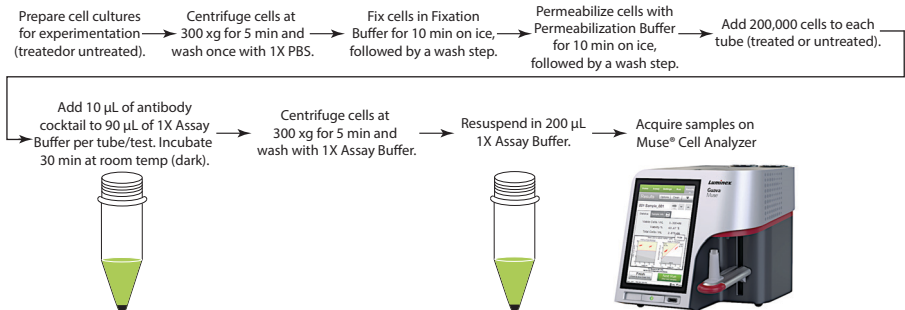 Prepare cell cultures
for experimentation
(treatedor untreated).
Centrifuge cells at
300 xg for 5 min and
wash once with 1X PBS.
Fix cells in Fixation
Buffer for 10 min on ice,
followed by a wash step.
Permeabilize cells with
Permeabilization Buffer
for 10 min on ice,
followed by a wash step.
Add 200,000 cells to each
tube (treated or untreated).
Add 10 µL of antibody
cocktail to 90 µL of 1X Assay
Buffer per tube/test. Incubate
30 min at room temp (dark).
Centrifuge cells at
300 xg for 5 min and
wash with 1X Assay Buffer.
Resuspend in 200 µL
1X Assay Buffer.
Acquire samples on
Muse® Cell Analyzer
Luminex
Guava
Muse